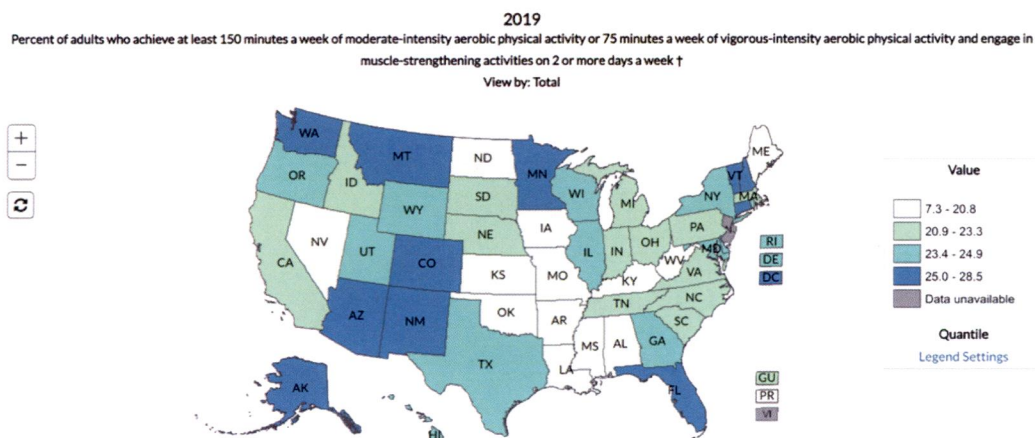 2019
Percent of adults who achieve at least 150 minutes a week of moderate-intensity aerobic physical activity or 75 minutes a week of vigorous-intensity aerobic physical activity and engage in
muscle-strengthening activities on 2 or more days a week †
View by: Total
+
−
WA
MT
ND
MN
ME
VT
OR
ID
SD
WI
NY
MA
WY
MI
NE
IA
PA
NV
UT
IL
IN
OH
MD
RI
CA
CO
KS
MO
WV
VA
DE
KY
DC
AZ
NM
OK
AR
TN
NC
SC
TX
MS
AL
GA
LA
AK
FL
HI
GU
PR
VI
Value
7.3 - 20.8
20.9 - 23.3
23.4 - 24.9
25.0 - 28.5
Data unavailable
Quantile
Legend Settings